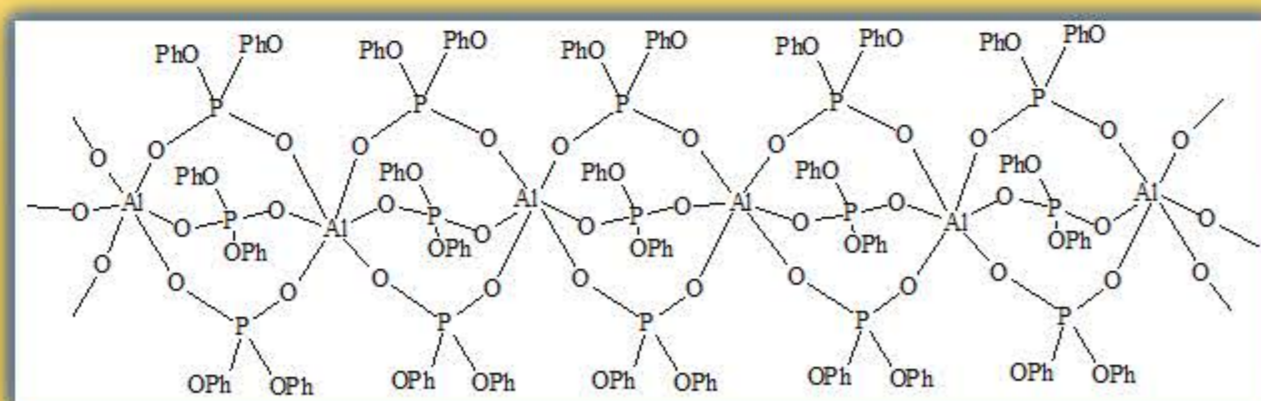 PhO PhO PhO PhO PhO PhO PhO PhO PhO PhO
P P P P P
O O O O O O O O O O O O
PhO PhO PhO PhO PhO
O Al O P O Al O P O Al O P O Al O P O Al O P O Al O
OPh OPh OPh OPh OPh
O O O O O O O O O O O O
P P P P P
OPh OPh OPh OPh OPh OPh OPh OPh OPh OPh